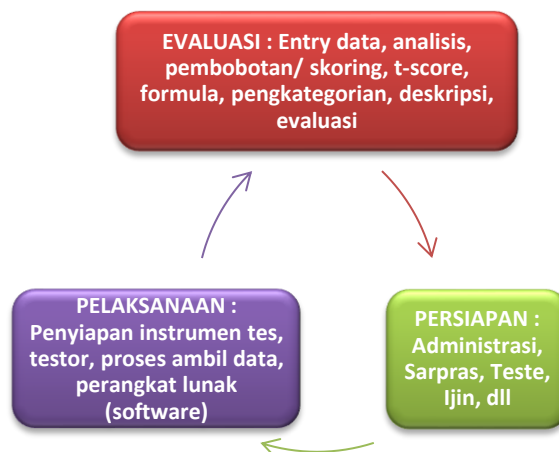 EVALUASI : Entry data, analisis,
pembobotan/ skoring, t-score,
formula, pengkategorian, deskripsi,
evaluasi
PELAKSANAAN :
Penyiapan instrumen tes,
testor, proses ambil data,
perangkat lunak
(software)
PERSIAPAN :
Administrasi,
Sarpras, Teste,
Ijin, dll